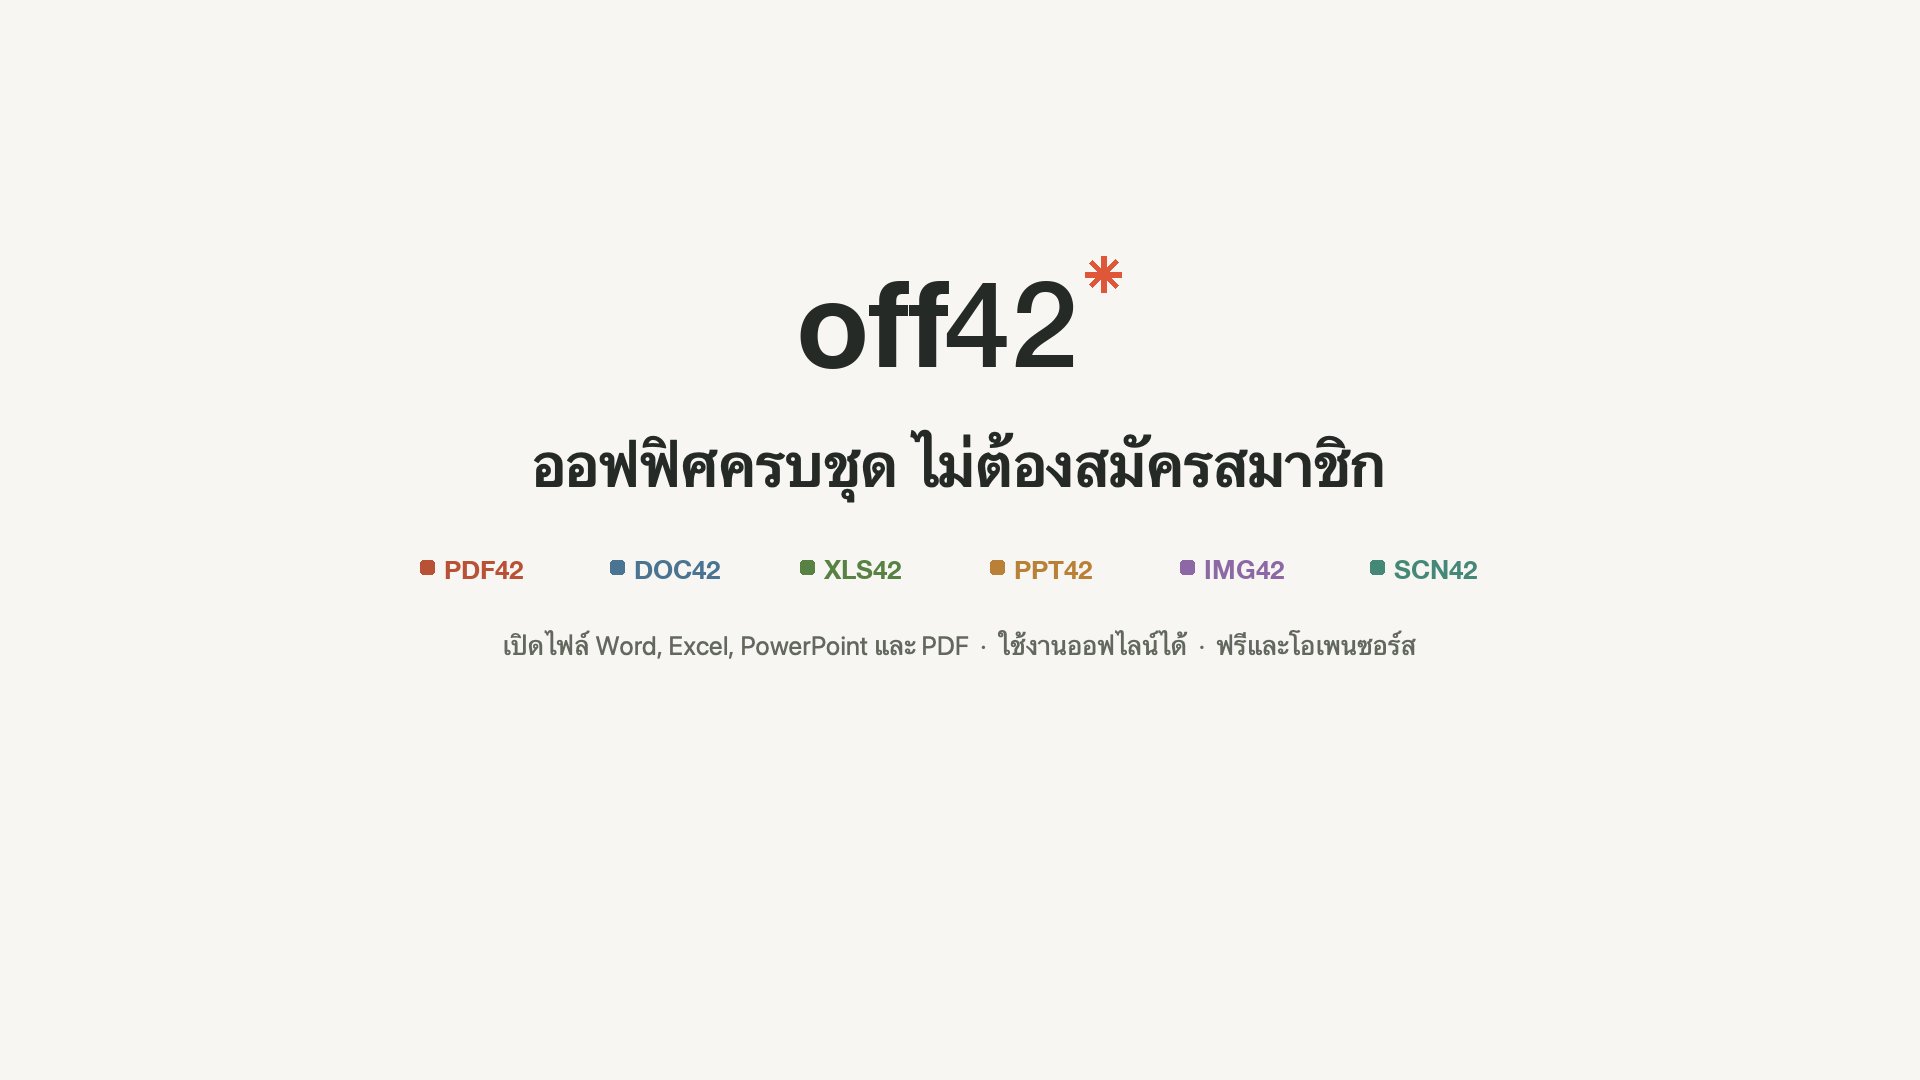 off42*
ออฟฟิศครบชุด ไม่ต้องสมัครสมาชิก
PDF42 DOC42 XLS42 PPT42 IMG42 SCN42
เปิดไฟล์ Word, Excel, PowerPoint และ PDF · ใช้งานออฟไลน์ได้ · ฟรีและโอเพนซอร์ส